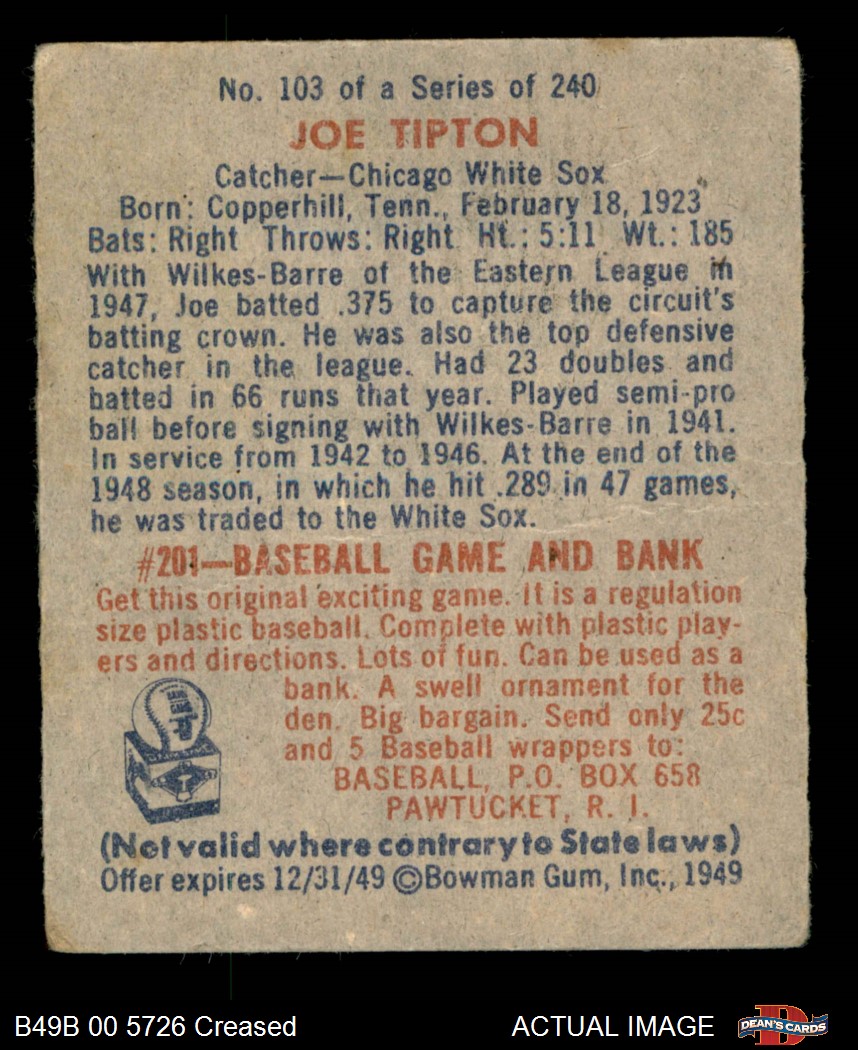 No. 103 of a Series of 240
JOE TIPTON
Catcher—Chicago White Sox
Born: Copperhill, Tenn., February 18, 1923
Bats: Right Throws: Right Ht.: 5:11 Wt.: 185
With Wilkes-Barre of the Eastern League in
1947, Joe batted .375 to capture the circuit's
batting crown. He was also the top defensive
catcher in the league. Had 23 doubles and
batted in 66 runs that year. Played semi-pro
ball before signing with Wilkes-Barre in 1941.
In service from 1942 to 1946. At the end of the
1948 season, in which he hit .289 in 47 games,
he was traded to the White Sox.
#201—BASEBALL GAME AND BANK
Get this original exciting game. It is a regulation
size plastic baseball. Complete with plastic play-
ers and directions. Lots of fun. Can be used as a
bank. A swell ornament for the
den. Big bargain. Send only 25c
and 5 Baseball wrappers to:
BASEBALL, P.O. BOX 658
PAWTUCKET, R. I.
(Not valid where contrary to State laws)
Offer expires 12/31/49 ©Bowman Gum, Inc., 1949
B49B 00 5726 Creased
ACTUAL IMAGE
DEAN'S CARDS